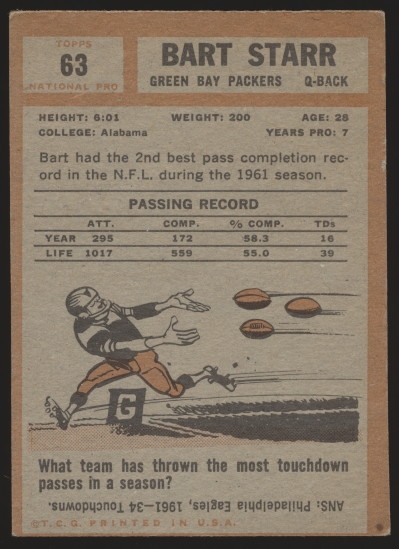 TOPPS
63
NATIONAL PRO
BART STARR
GREEN BAY PACKERS Q-BACK
HEIGHT: 6:01 WEIGHT: 200 AGE: 28
COLLEGE: Alabama YEARS PRO: 7
Bart had the 2nd best pass completion rec-
ord in the N.F.L. during the 1961 season.
PASSING RECORD
ATT. COMP. % COMP. TDs
YEAR 295 172 58.3 16
LIFE 1017 559 55.0 39
G
What team has thrown the most touchdown
passes in a season?
ANS: Philadelphia Eagles, 1961—34 Touchdowns.
©T.C.G. PRINTED IN U.S.A.